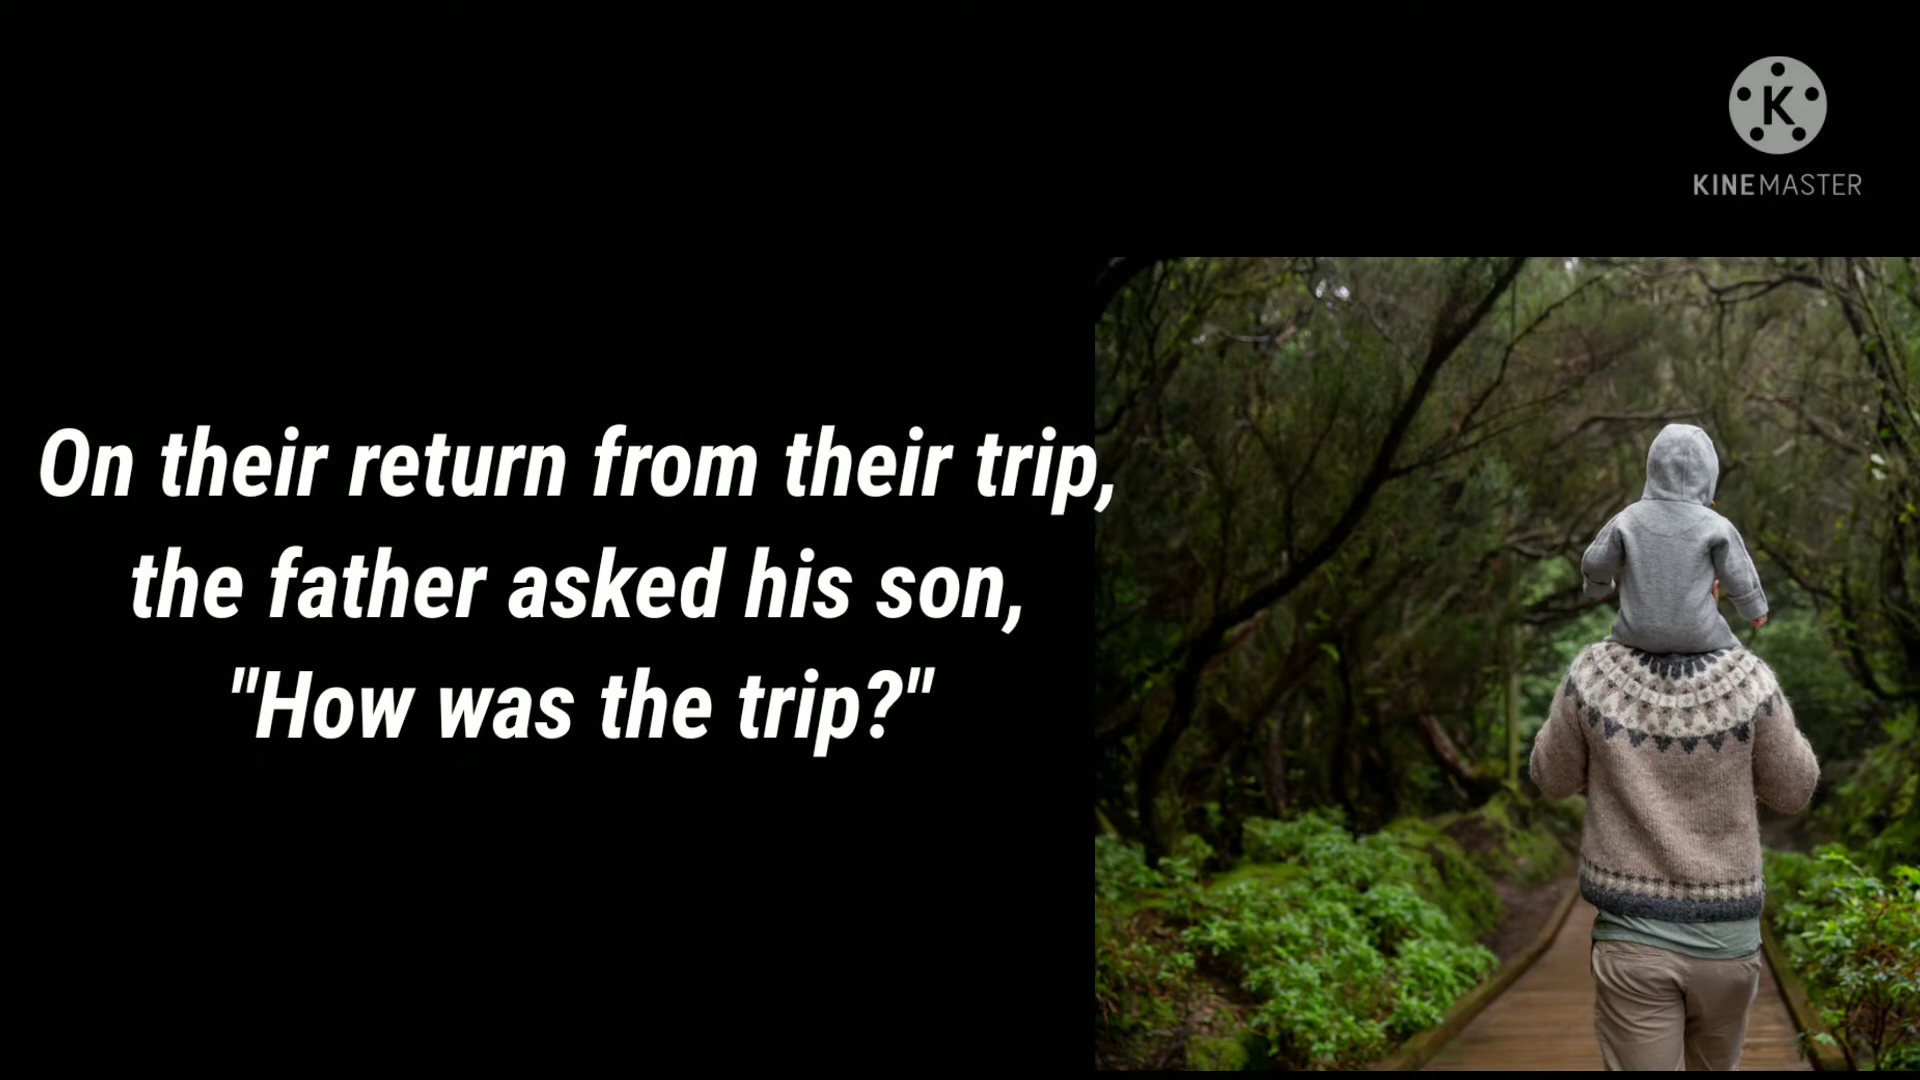 K
KINEMASTER
On their return from their trip,
the father asked his son,
"How was the trip?"